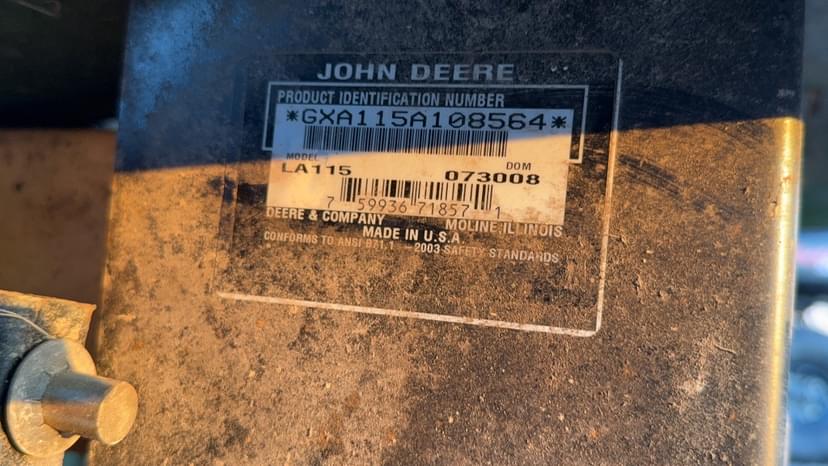 JOHN DEERE
PRODUCT IDENTIFICATION NUMBER
*GXA115A108564*
MODEL DOM
LA115 073008
7 59936 71857 1
DEERE & COMPANY MOLINE ILLINOIS
MADE IN U.S.A.
CONFORMS TO ANSI B71.1 -2003 SAFETY STANDARDS